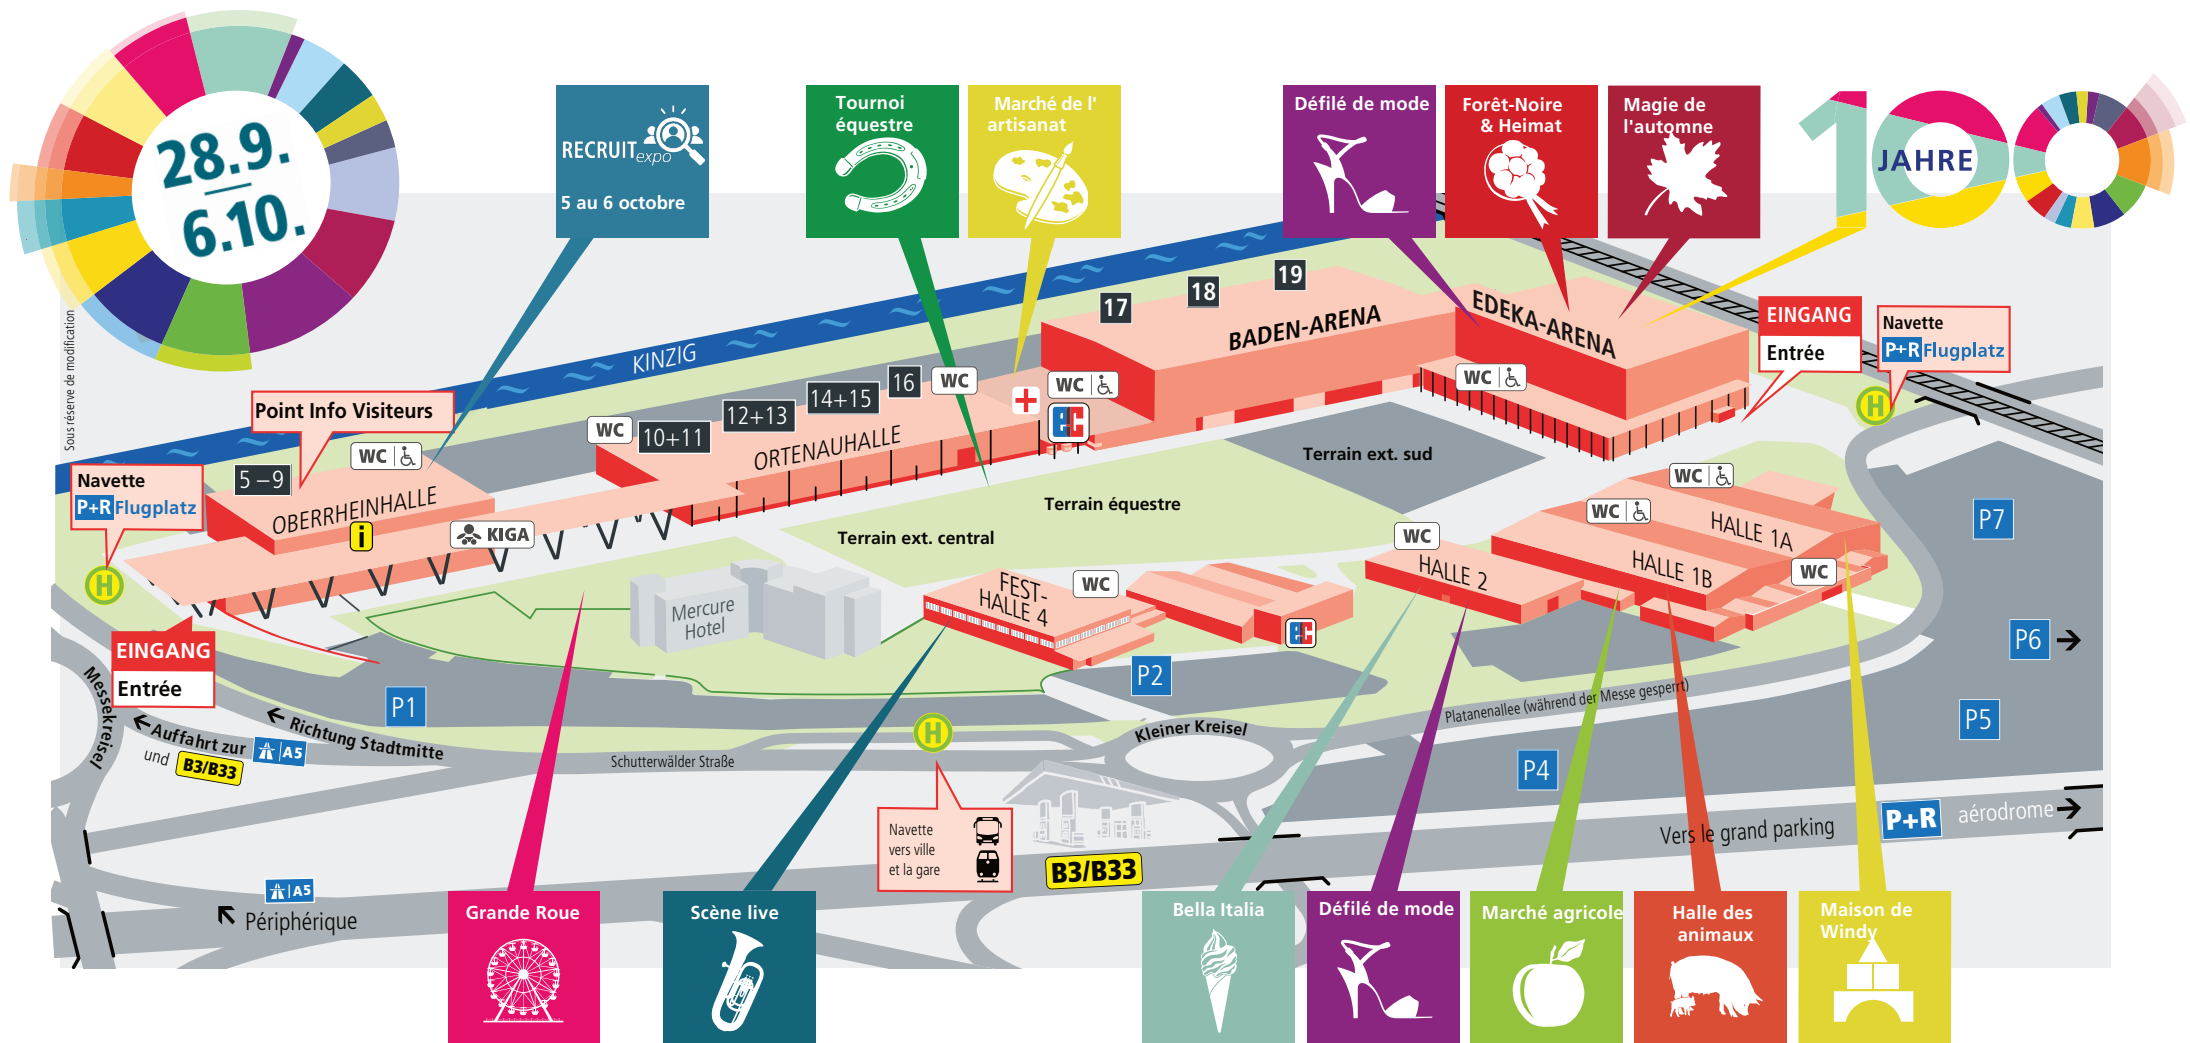 28.9.
6.10.
RECRUIT
expo
5 au 6 octobre
Tournoi
équestre
Marché de l'
artisanat
Défilé de mode
Forêt-Noire
& Heimat
Magie de
l'automne
100
JAHRE
Sous réserve de modification
KINZIG
17
18
19
BADEN-ARENA
EDEKA-ARENA
EINGANG
Entrée
Navette
P+R Flugplatz
H
Point Info Visiteurs
WC
5 – 9
OBERRHEINHALLE
i
Navette
P+R Flugplatz
H
WC
10+11
12+13
14+15
16
WC
ORTENAUHALLE
WC
EC
WC
KIGA
Terrain ext. sud
Terrain équestre
Terrain ext. central
WC
HALLE 2
WC
WC
HALLE 1A
HALLE 1B
WC
P7
P6
P5
P4
Mercure
Hotel
FEST-
HALLE 4
WC
EC
P2
P1
EINGANG
Entrée
Messekreisel
Auffahrt zur A5
und B3/B33
Richtung Stadtmitte
Schutterwälder Straße
H
Kleiner Kreisel
Platanenallee (während der Messe gesperrt)
Navette
vers ville
et la gare
B3/B33
Vers le grand parking
P+R
aérodrome
A5
Périphérique
Grande Roue
Scène live
Bella Italia
Défilé de mode
Marché agricole
Halle des
animaux
Maison de
Windy